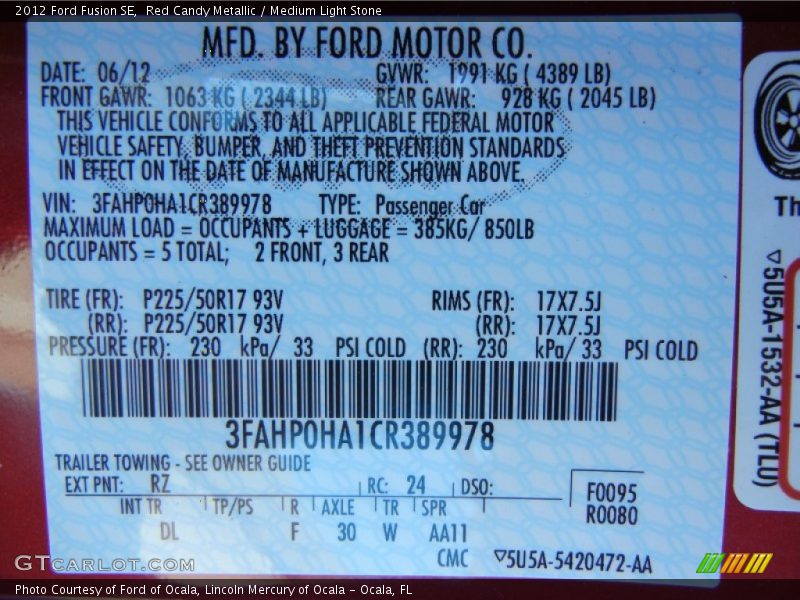 2012 Ford Fusion SE, Red Candy Metallic / Medium Light Stone
MFD. BY FORD MOTOR CO.
DATE: 06/12 GVWR: 1991 KG ( 4389 LB)
FRONT GAWR: 1063 KG ( 2344 LB) REAR GAWR: 928 KG ( 2045 LB)
THIS VEHICLE CONFORMS TO ALL APPLICABLE FEDERAL MOTOR
VEHICLE SAFETY, BUMPER, AND THEFT PREVENTION STANDARDS
IN EFFECT ON THE DATE OF MANUFACTURE SHOWN ABOVE.
VIN: 3FAHP0HA1CR389978 TYPE: Passenger Car
MAXIMUM LOAD = OCCUPANTS + LUGGAGE = 385KG/ 850LB
OCCUPANTS = 5 TOTAL; 2 FRONT, 3 REAR
TIRE (FR): P225/50R17 93V RIMS (FR): 17X7.5J
(RR): P225/50R17 93V (RR): 17X7.5J
PRESSURE (FR): 230 kPa/ 33 PSI COLD (RR): 230 kPa/ 33 PSI COLD
3FAHP0HA1CR389978
TRAILER TOWING - SEE OWNER GUIDE
EXT PNT: RZ RC: 24 DSO:
F0095
R0080
INT TR TP/PS R AXLE TR SPR
DL F 30 W AA11
CMC ▽5U5A-5420472-AA
Th
▽5U5A-1532-AA (TLU)
GTCARLOT.COM
Photo Courtesy of Ford of Ocala, Lincoln Mercury of Ocala - Ocala, FL